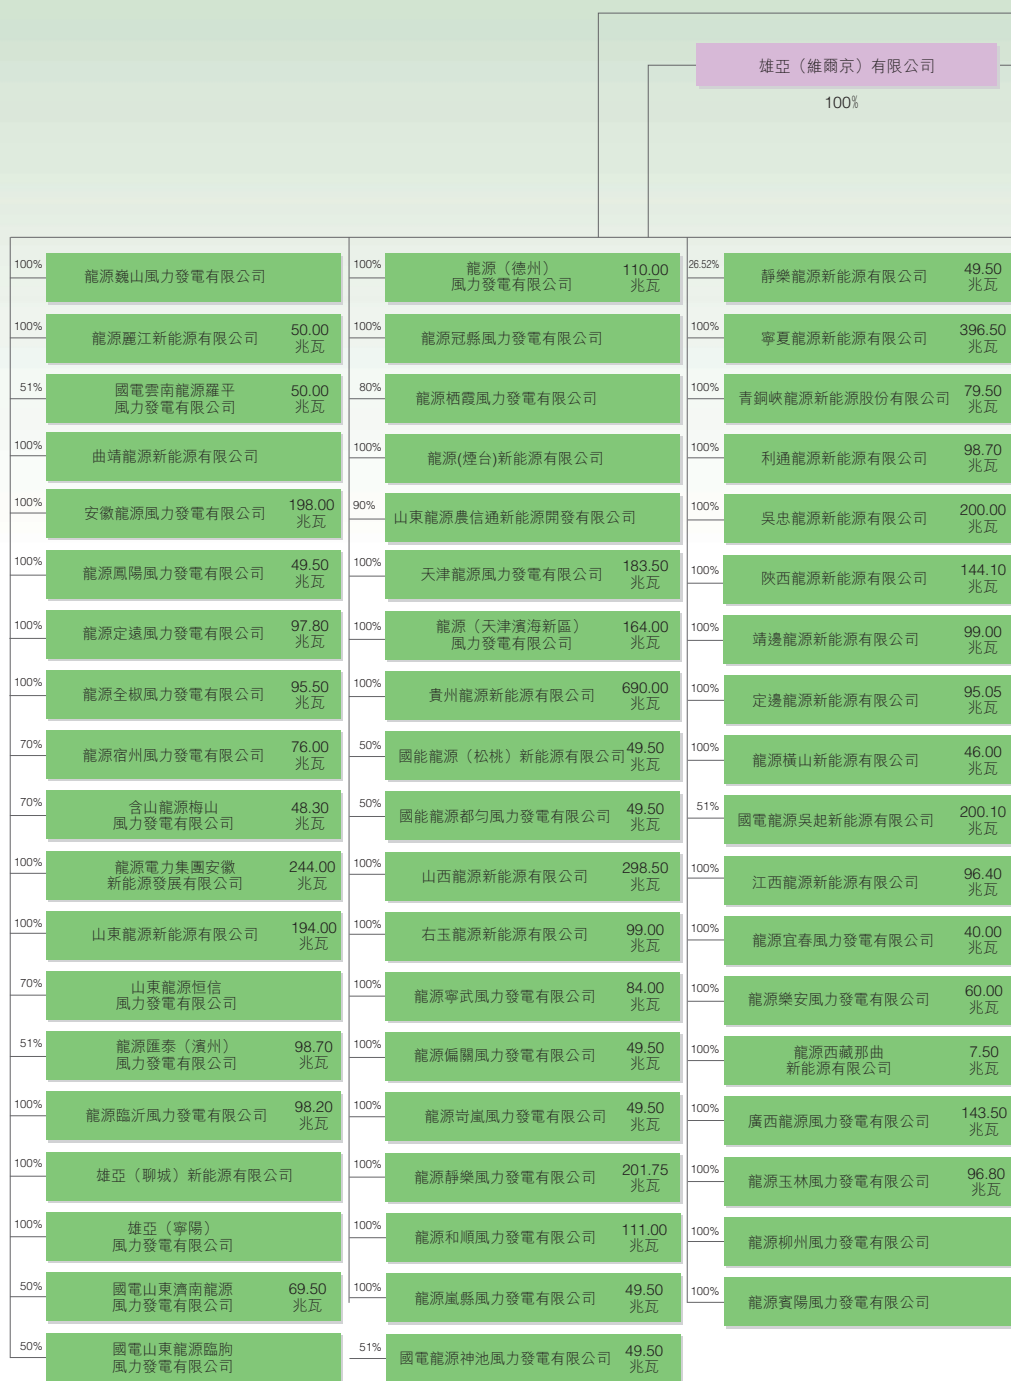 雄亞（維爾京）有限公司
100%
100%
龍源巍山風力發電有限公司
100%
龍源麗江新能源有限公司
50.00
兆瓦
51%
國電雲南龍源羅平
風力發電有限公司
50.00
兆瓦
100%
曲靖龍源新能源有限公司
100%
安徽龍源風力發電有限公司
198.00
兆瓦
100%
龍源鳳陽風力發電有限公司
49.50
兆瓦
100%
龍源定遠風力發電有限公司
97.80
兆瓦
100%
龍源全椒風力發電有限公司
95.50
兆瓦
70%
龍源宿州風力發電有限公司
76.00
兆瓦
70%
含山龍源梅山
風力發電有限公司
48.30
兆瓦
100%
龍源電力集團安徽
新能源發展有限公司
244.00
兆瓦
100%
山東龍源新能源有限公司
194.00
兆瓦
70%
山東龍源恒信
風力發電有限公司
51%
龍源匯泰（濱州）
風力發電有限公司
98.70
兆瓦
100%
龍源臨沂風力發電有限公司
98.20
兆瓦
100%
雄亞（聊城）新能源有限公司
100%
雄亞（寧陽）
風力發電有限公司
50%
國電山東濟南龍源
風力發電有限公司
69.50
兆瓦
50%
國電山東龍源臨朐
風力發電有限公司
100%
龍源（德州）
風力發電有限公司
110.00
兆瓦
100%
龍源冠縣風力發電有限公司
80%
龍源栖霞風力發電有限公司
100%
龍源(煙台)新能源有限公司
90%
山東龍源農信通新能源開發有限公司
100%
天津龍源風力發電有限公司
183.50
兆瓦
100%
龍源（天津濱海新區）
風力發電有限公司
164.00
兆瓦
100%
貴州龍源新能源有限公司
690.00
兆瓦
50%
國能龍源（松桃）新能源有限公司
49.50
兆瓦
50%
國能龍源都勻風力發電有限公司
49.50
兆瓦
100%
山西龍源新能源有限公司
298.50
兆瓦
100%
右玉龍源新能源有限公司
99.00
兆瓦
100%
龍源寧武風力發電有限公司
84.00
兆瓦
100%
龍源偏關風力發電有限公司
49.50
兆瓦
100%
龍源岢嵐風力發電有限公司
49.50
兆瓦
100%
龍源靜樂風力發電有限公司
201.75
兆瓦
100%
龍源和順風力發電有限公司
111.00
兆瓦
100%
龍源嵐縣風力發電有限公司
49.50
兆瓦
51%
國電龍源神池風力發電有限公司
49.50
兆瓦
26.52%
靜樂龍源新能源有限公司
49.50
兆瓦
100%
寧夏龍源新能源有限公司
396.50
兆瓦
100%
青銅峽龍源新能源股份有限公司
79.50
兆瓦
100%
利通龍源新能源有限公司
98.70
兆瓦
100%
吳忠龍源新能源有限公司
200.00
兆瓦
100%
陝西龍源新能源有限公司
144.10
兆瓦
100%
靖邊龍源新能源有限公司
99.00
兆瓦
100%
定邊龍源新能源有限公司
95.05
兆瓦
100%
龍源橫山新能源有限公司
46.00
兆瓦
51%
國電龍源吳起新能源有限公司
200.10
兆瓦
100%
江西龍源新能源有限公司
96.40
兆瓦
100%
龍源宜春風力發電有限公司
40.00
兆瓦
100%
龍源樂安風力發電有限公司
60.00
兆瓦
100%
龍源西藏那曲
新能源有限公司
7.50
兆瓦
100%
廣西龍源風力發電有限公司
143.50
兆瓦
100%
龍源玉林風力發電有限公司
96.80
兆瓦
100%
龍源柳州風力發電有限公司
100%
龍源賓陽風力發電有限公司